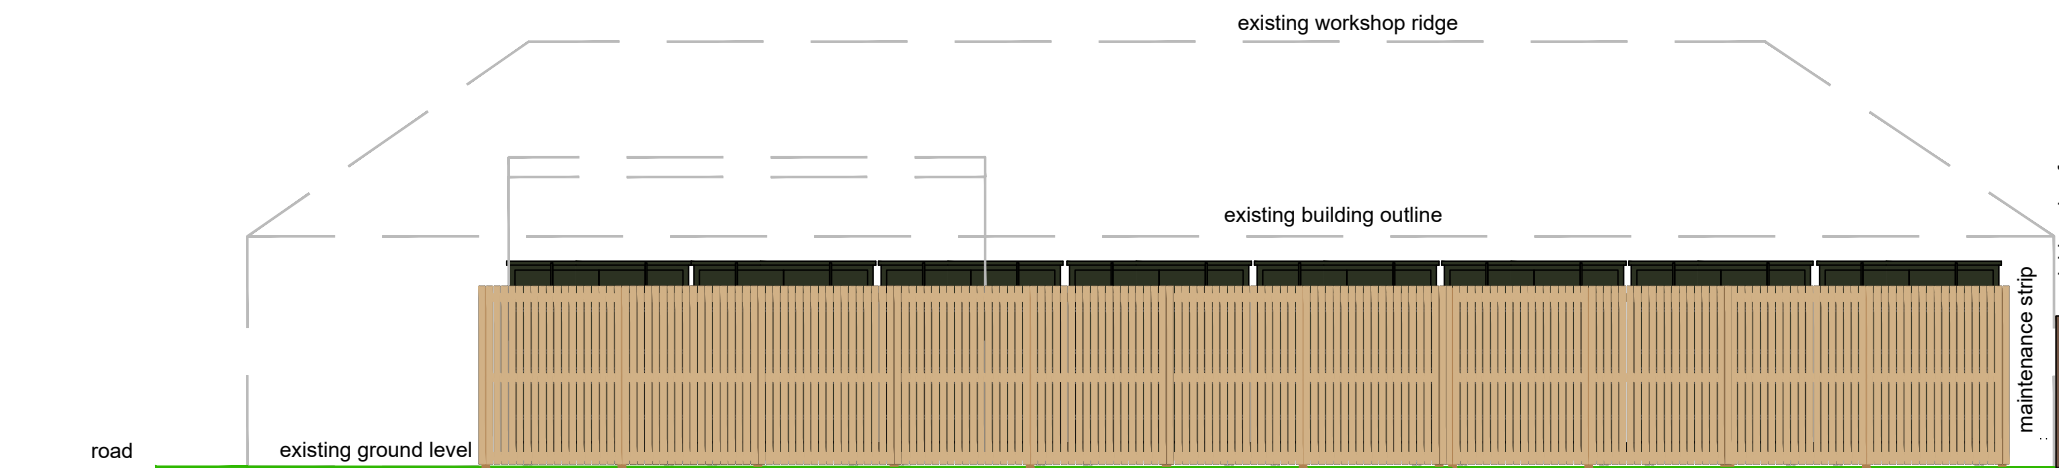 existing workshop ridge
existing building outline
maintenance strip
road
existing ground level